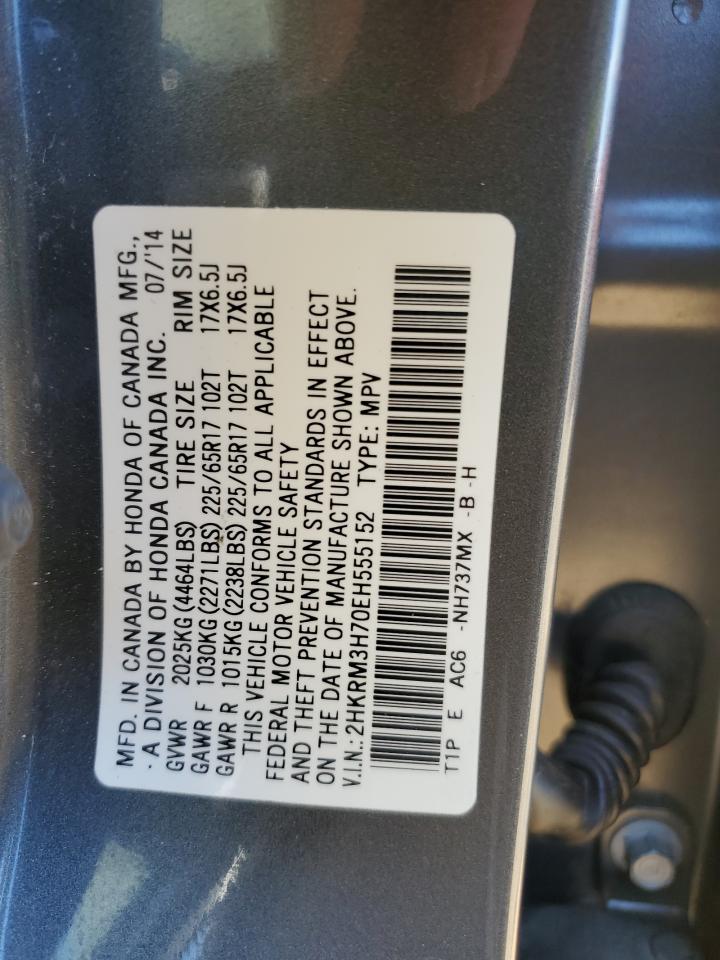 MFD. IN CANADA BY HONDA OF CANADA MFG.,
· A DIVISION OF HONDA CANADA INC. 07/'14
GVWR 2025KG(4464LBS) TIRE SIZE RIM SIZE
GAWR F 1030KG(2271LBS) 225/65R17 102T 17X6.5J
GAWR R 1015KG(2238LBS) 225/65R17 102T 17X6.5J
THIS VEHICLE CONFORMS TO ALL APPLICABLE
FEDERAL MOTOR VEHICLE SAFETY
AND THEFT PREVENTION STANDARDS IN EFFECT
ON THE DATE OF MANUFACTURE SHOWN ABOVE.
V.I.N.: 2HKRM3H70EH555152 TYPE: MPV
T1P E AC6 -NH737MX -B -H